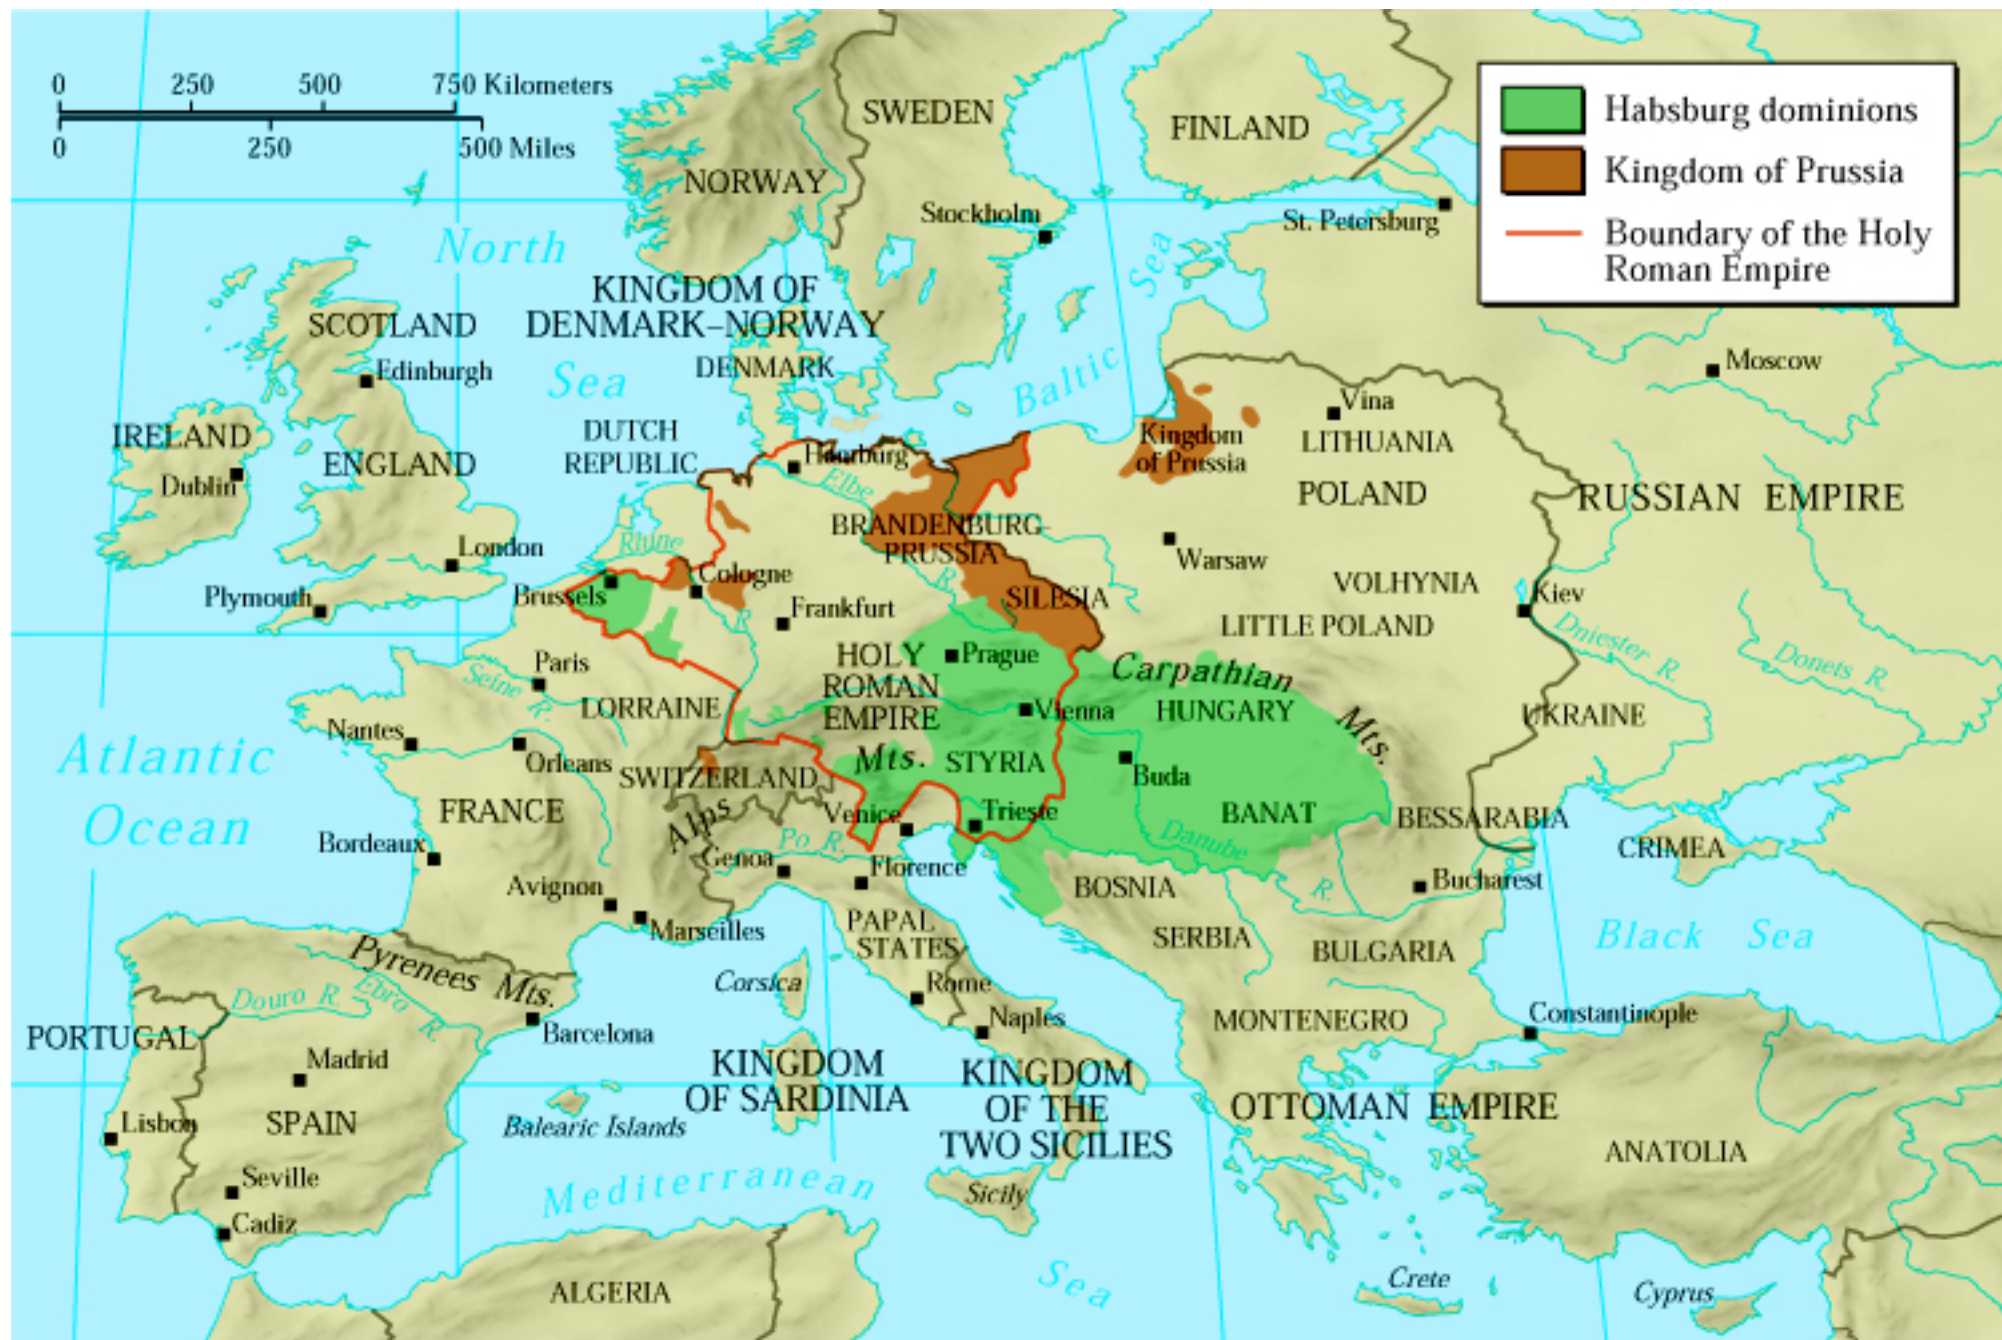 0 250 500 750 Kilometers
0 250 500 Miles
Habsburg dominions
Kingdom of Prussia
Boundary of the Holy
Roman Empire
SWEDEN
FINLAND
NORWAY
Stockholm
St. Petersburg
North
Sea
KINGDOM OF
DENMARK–NORWAY
DENMARK
Baltic
Sea
SCOTLAND
Edinburgh
Moscow
IRELAND
Dublin
ENGLAND
London
Plymouth
DUTCH
REPUBLIC
Hamburg
Elbe
R.
Kingdom
of Prussia
Vina
LITHUANIA
POLAND
RUSSIAN EMPIRE
BRANDENBURG-
PRUSSIA
Warsaw
VOLHYNIA
Kiev
LITTLE POLAND
Dniester R.
Donets R.
Rhine
R.
Cologne
Brussels
Frankfurt
SILESIA
HOLY
ROMAN
EMPIRE
Prague
Carpathian
Mts.
Paris
Seine
R.
LORRAINE
Vienna
HUNGARY
UKRAINE
Nantes
Orleans
SWITZERLAND
Mts.
STYRIA
Buda
Atlantic
Ocean
FRANCE
Alps
Venice
Trieste
BANAT
BESSARABIA
CRIMEA
Bordeaux
Po R.
Genoa
Florence
Danube
R.
Avignon
Marseilles
BOSNIA
Bucharest
PAPAL
STATES
SERBIA
BULGARIA
Black Sea
Pyrenees Mts.
Douro R.
Ebro R.
Corsica
Rome
Naples
MONTENEGRO
Constantinople
PORTUGAL
Barcelona
Madrid
KINGDOM
OF SARDINIA
KINGDOM
OF THE
TWO SICILIES
OTTOMAN EMPIRE
Lisbon
SPAIN
Balearic Islands
ANATOLIA
Seville
Mediterranean
Sea
Sicily
Cadiz
ALGERIA
Crete
Cyprus